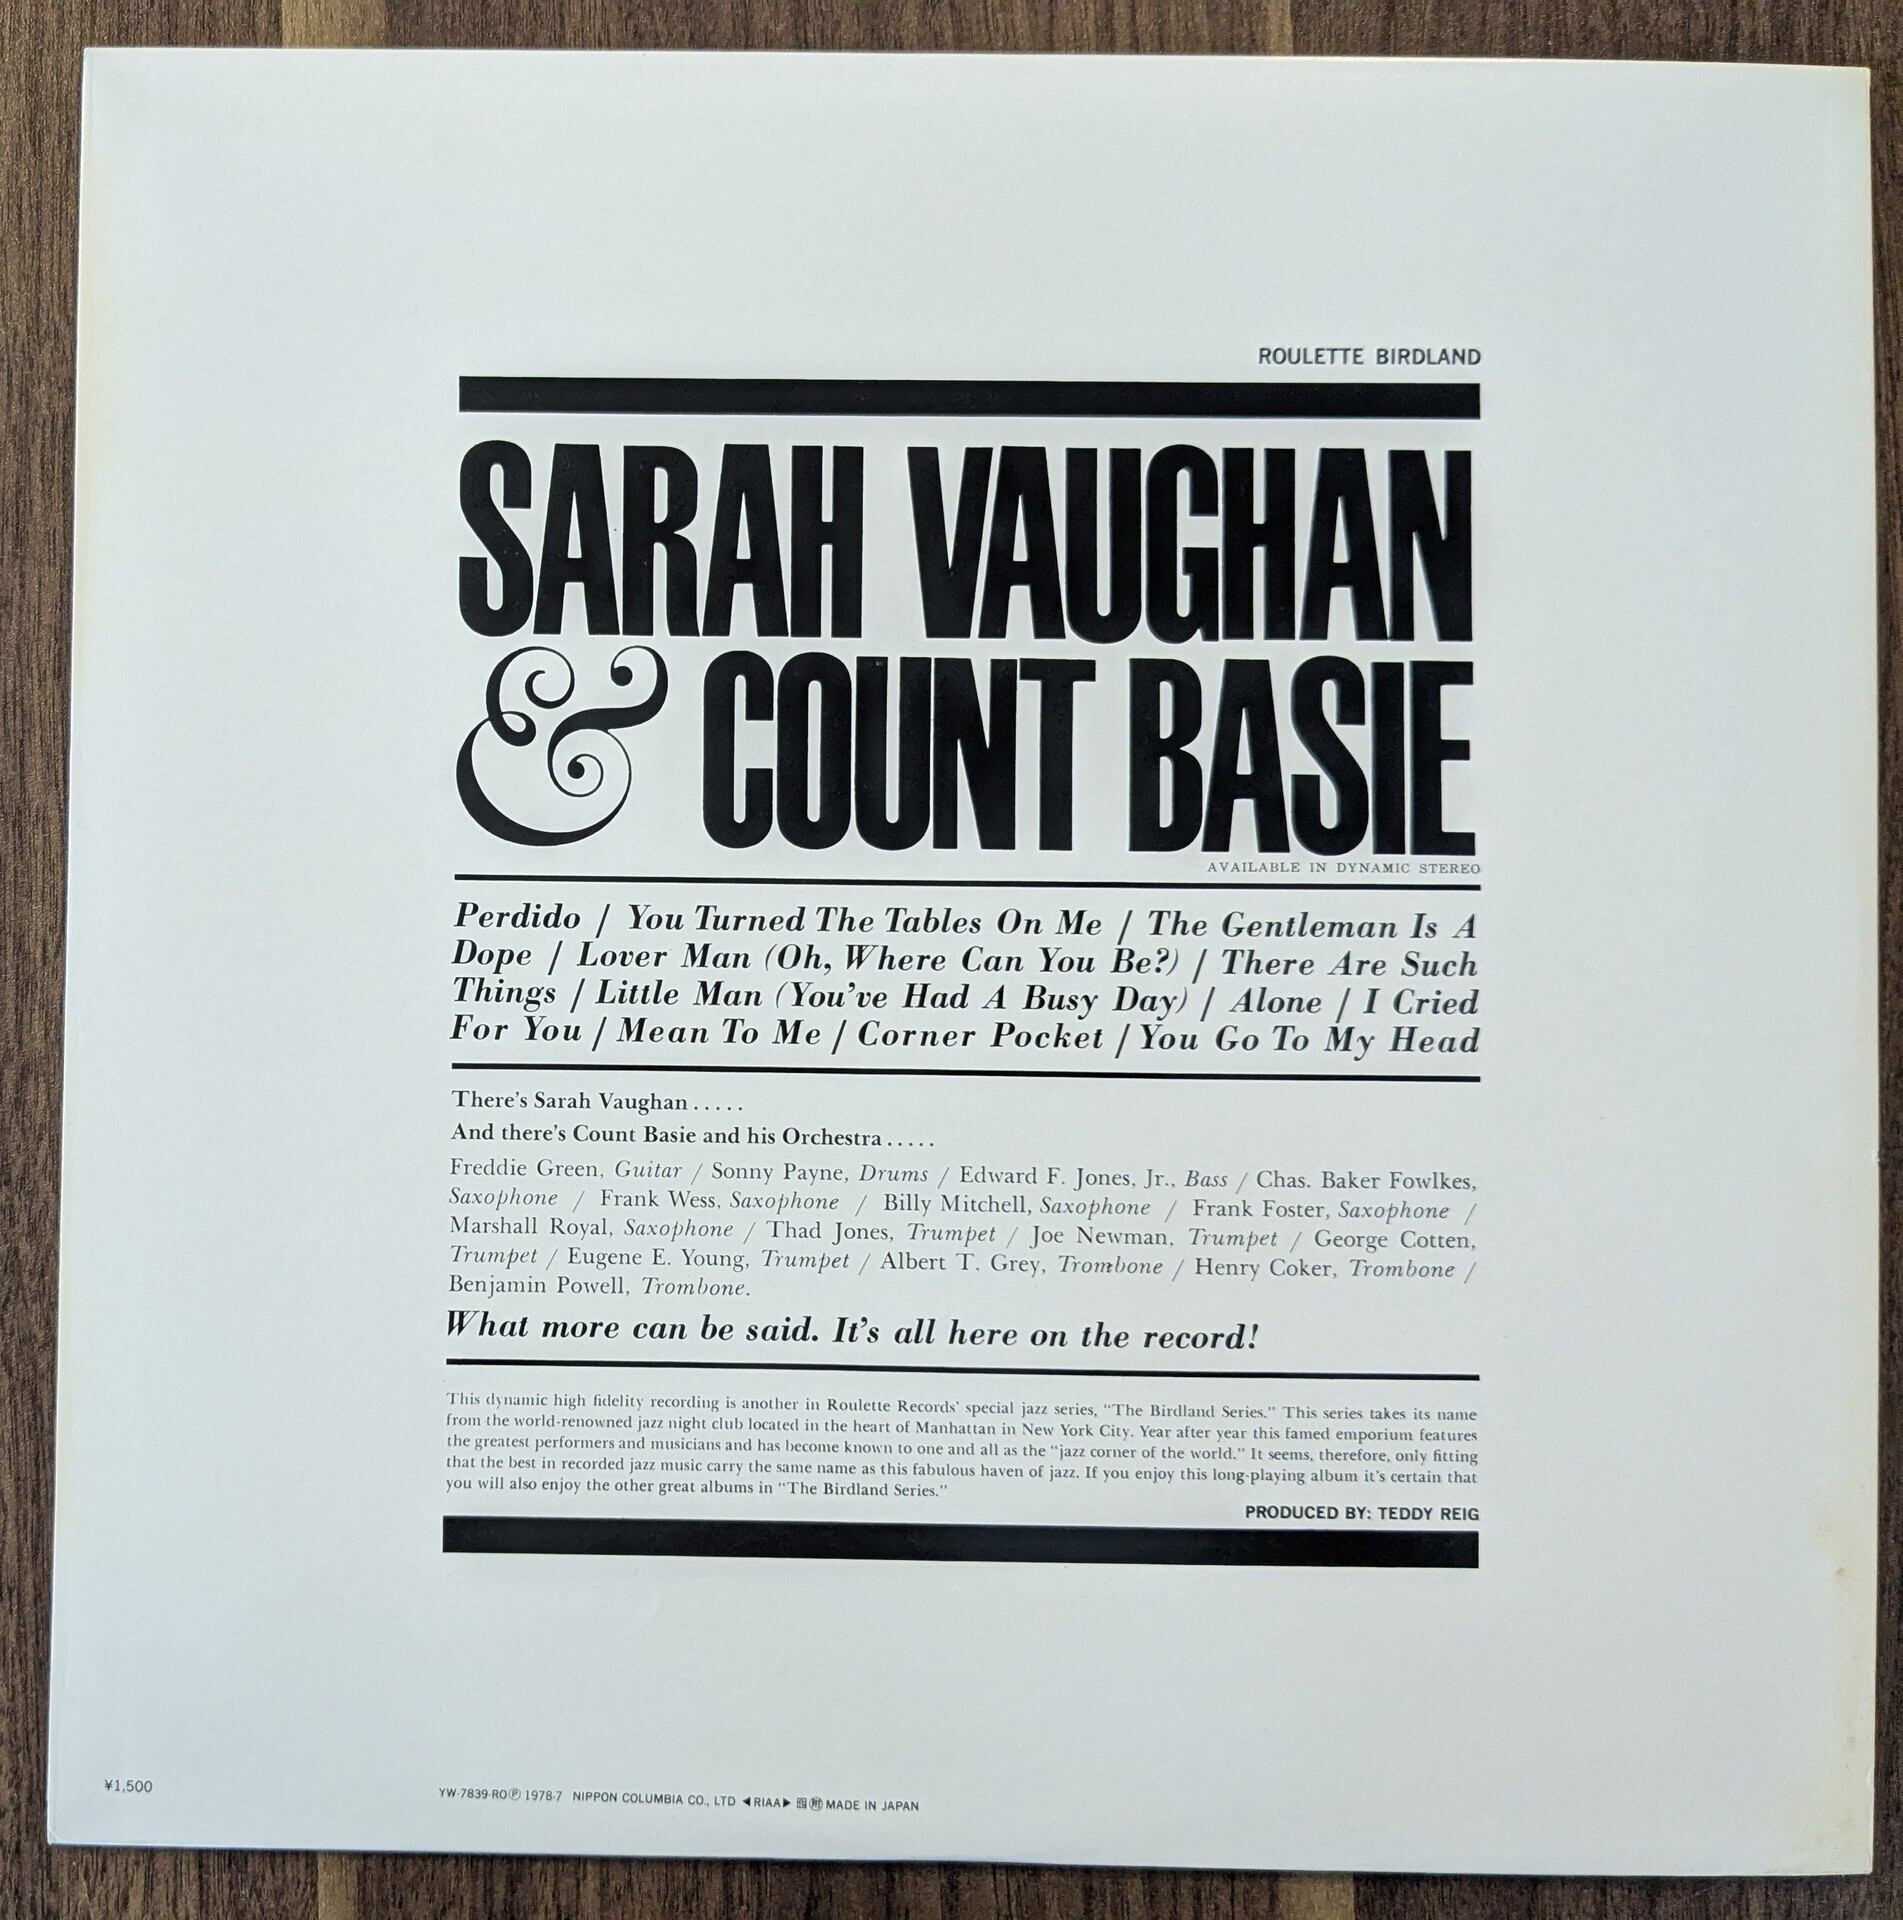 ROULETTE BIRDLAND
SARAH VAUGHAN
& COUNT BASIE
AVAILABLE IN DYNAMIC STEREO
Perdido / You Turned The Tables On Me / The Gentleman Is A
Dope / Lover Man (Oh, Where Can You Be?) / There Are Such
Things / Little Man (You've Had A Busy Day) / Alone / I Cried
For You / Mean To Me / Corner Pocket / You Go To My Head
There's Sarah Vaughan.....
And there's Count Basie and his Orchestra.....
Freddie Green, Guitar / Sonny Payne, Drums / Edward F. Jones, Jr., Bass / Chas. Baker Fowlkes,
Saxophone / Frank Wess, Saxophone / Billy Mitchell, Saxophone / Frank Foster, Saxophone /
Marshall Royal, Saxophone / Thad Jones, Trumpet / Joe Newman, Trumpet / George Cotten,
Trumpet / Eugene E. Young, Trumpet / Albert T. Grey, Trombone / Henry Coker, Trombone /
Benjamin Powell, Trombone.
What more can be said. It's all here on the record!
This dynamic high fidelity recording is another in Roulette Records' special jazz series, "The Birdland Series." This series takes its name
from the world-renowned jazz night club located in the heart of Manhattan in New York City. Year after year this famed emporium features
the greatest performers and musicians and has become known to one and all as the "jazz corner of the world." It seems, therefore, only fitting
that the best in recorded jazz music carry the same name as this fabulous haven of jazz. If you enjoy this long-playing album it's certain that
you will also enjoy the other great albums in "The Birdland Series."
PRODUCED BY: TEDDY REIG
¥1,500
YW-7839-RO Ⓟ 1978·7 NIPPON COLUMBIA CO., LTD ◀RIAA▶ MADE IN JAPAN